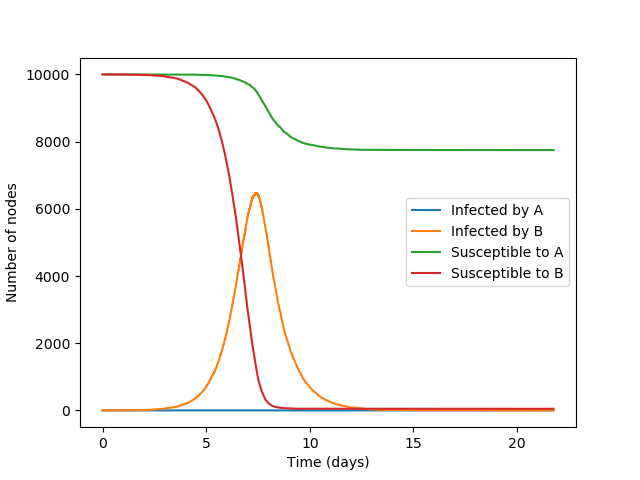 Number of nodes
10000
8000
6000
4000
2000
0
Infected by A
Infected by B
Susceptible to A
Susceptible to B
0 5 10 15 20
Time (days)